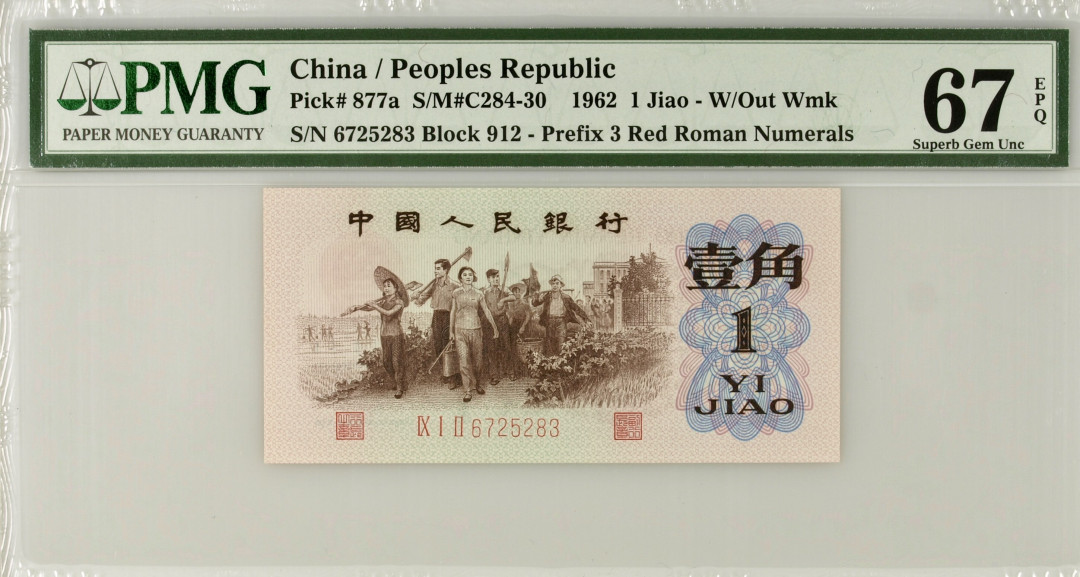 PMG
PAPER MONEY GUARANTY
China / Peoples Republic
Pick# 877a S/M#C284-30 1962 1 Jiao - W/Out Wmk
S/N 6725283 Block 912 - Prefix 3 Red Roman Numerals
67
EPQ
Superb Gem Unc
中國人民銀行
壹角
1
YI
JIAO
IX I II 6725283